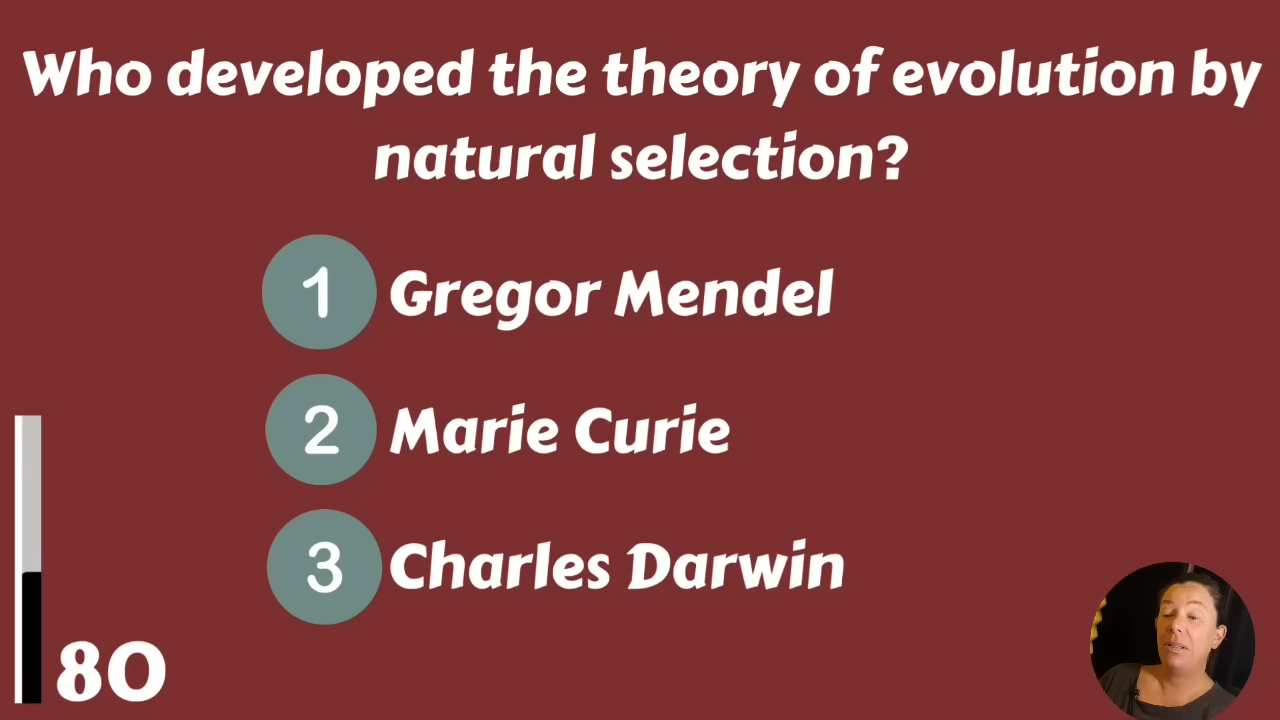 Who developed the theory of evolution by
natural selection?
1 Gregor Mendel
2 Marie Curie
3 Charles Darwin
80